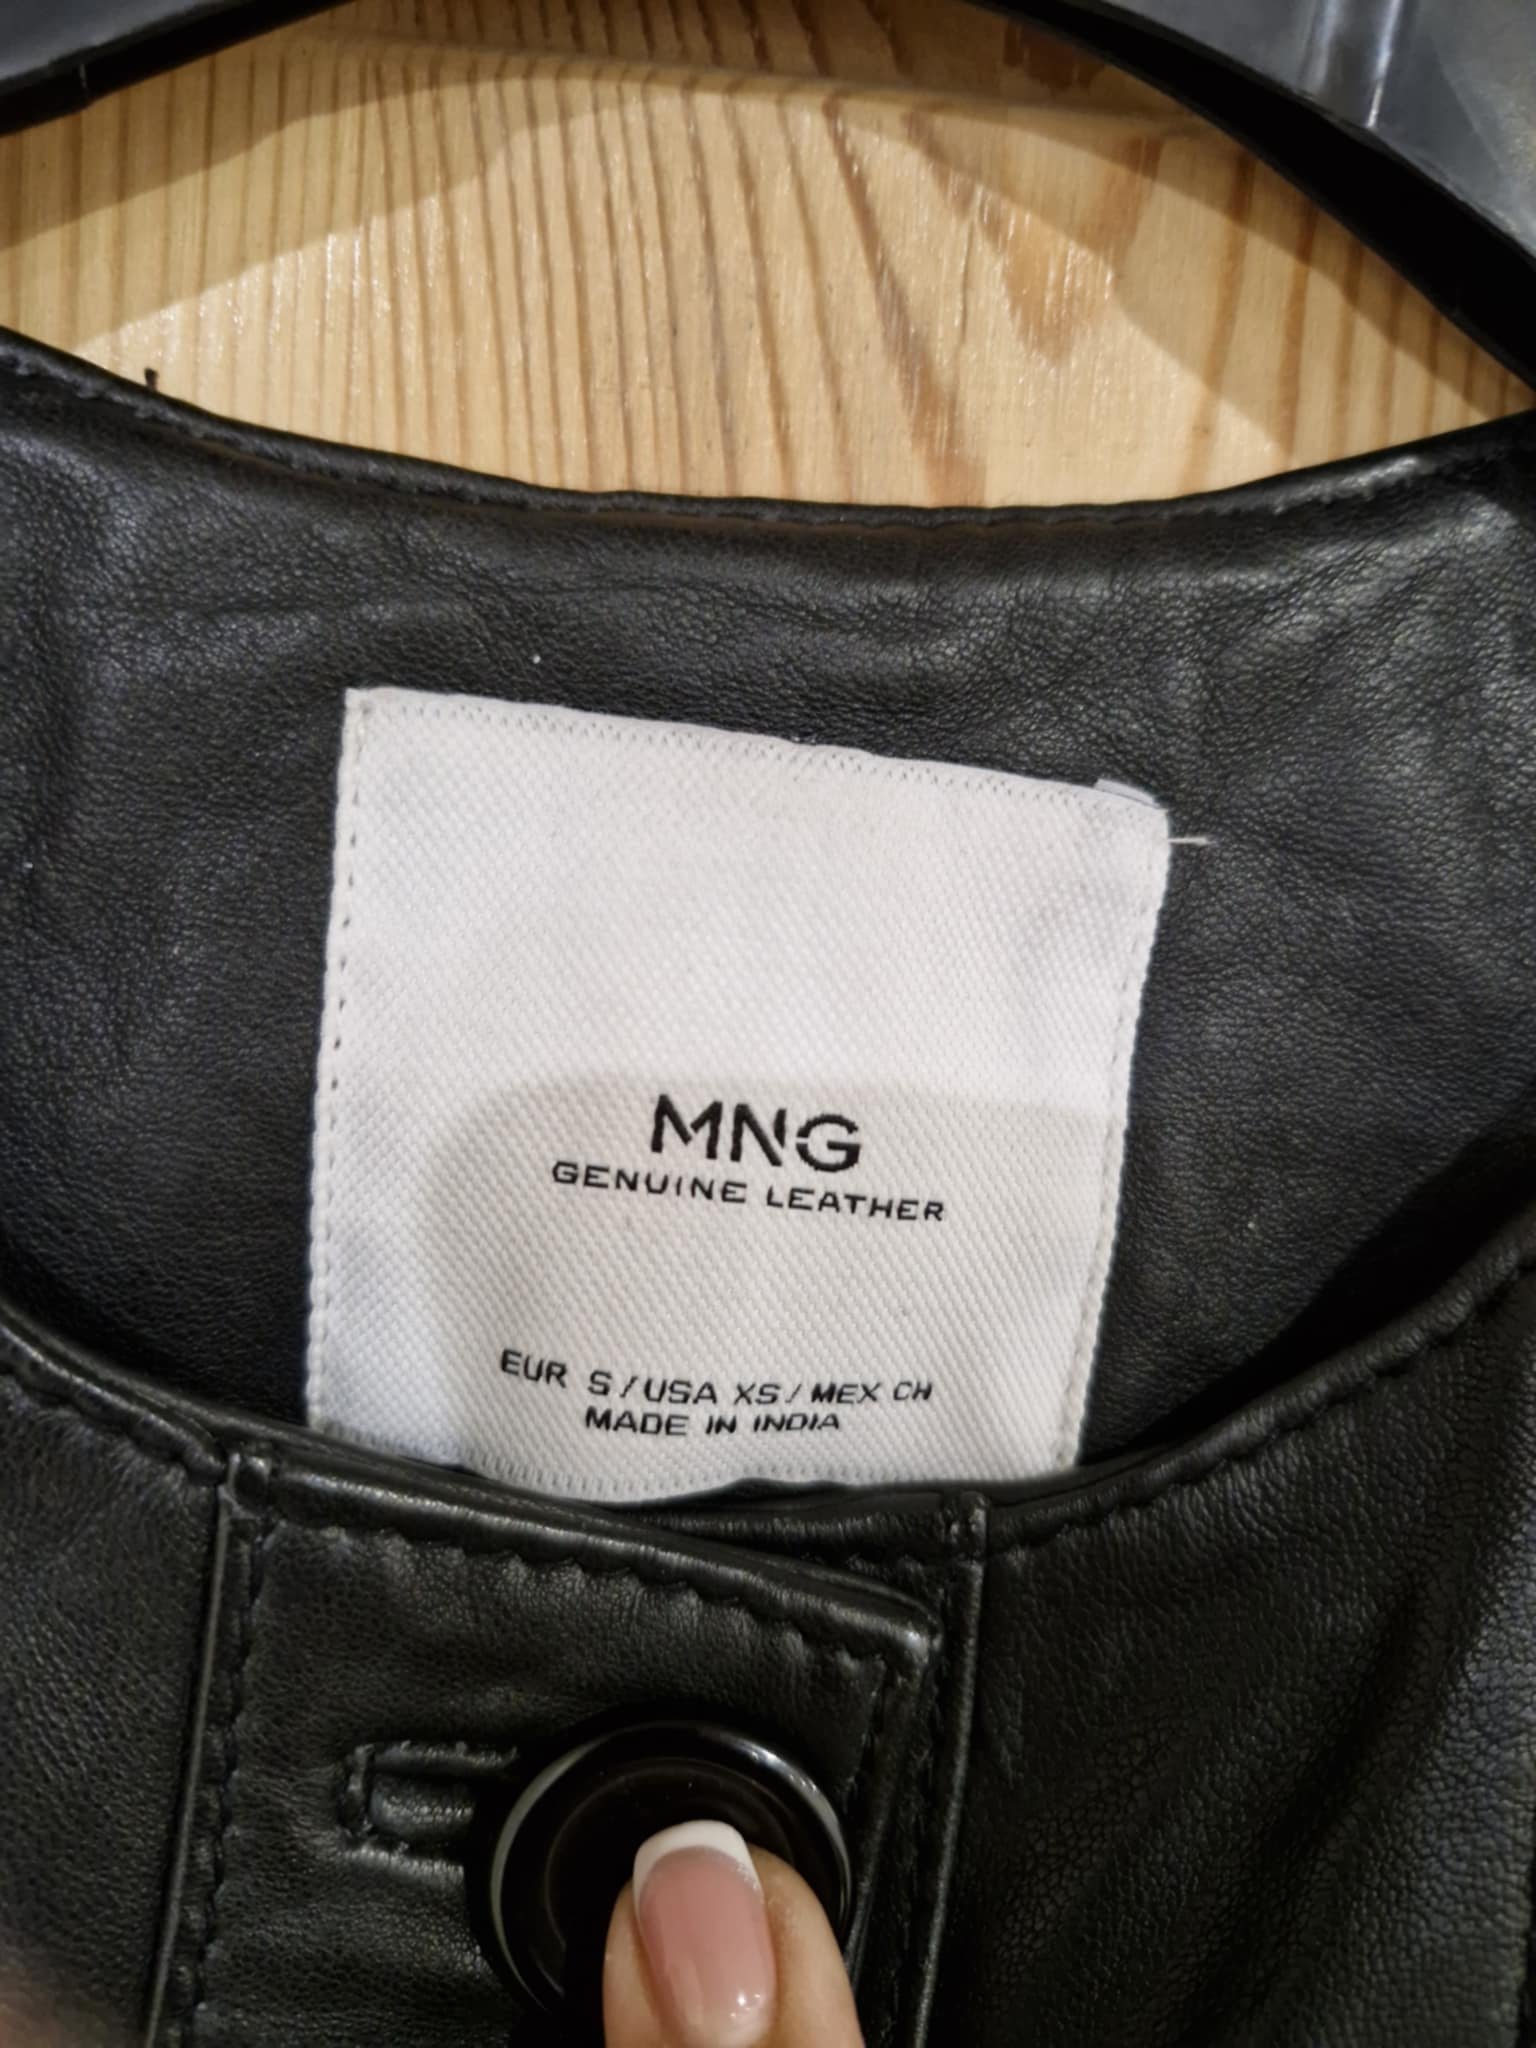 MNG
GENUINE LEATHER
EUR S / USA XS / MEX CH
MADE IN INDIA